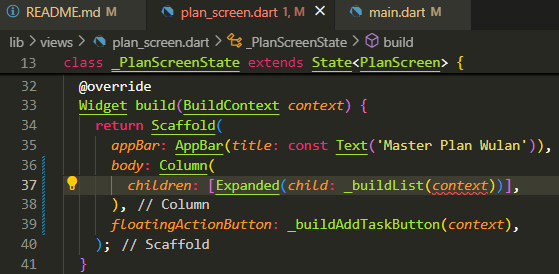 README.md M
plan_screen.dart 1, M
main.dart M
lib > views > plan_screen.dart > _PlanScreenState > build
13 class _PlanScreenState extends State<PlanScreen> {
32 @override
33 Widget build(BuildContext context) {
34 return Scaffold(
35 appBar: AppBar(title: const Text('Master Plan Wulan')),
36 body: Column(
37 children: [Expanded(child: _buildList(context))],
38 ), // Column
39 floatingActionButton: _buildAddTaskButton(context),
40 ); // Scaffold
41 }